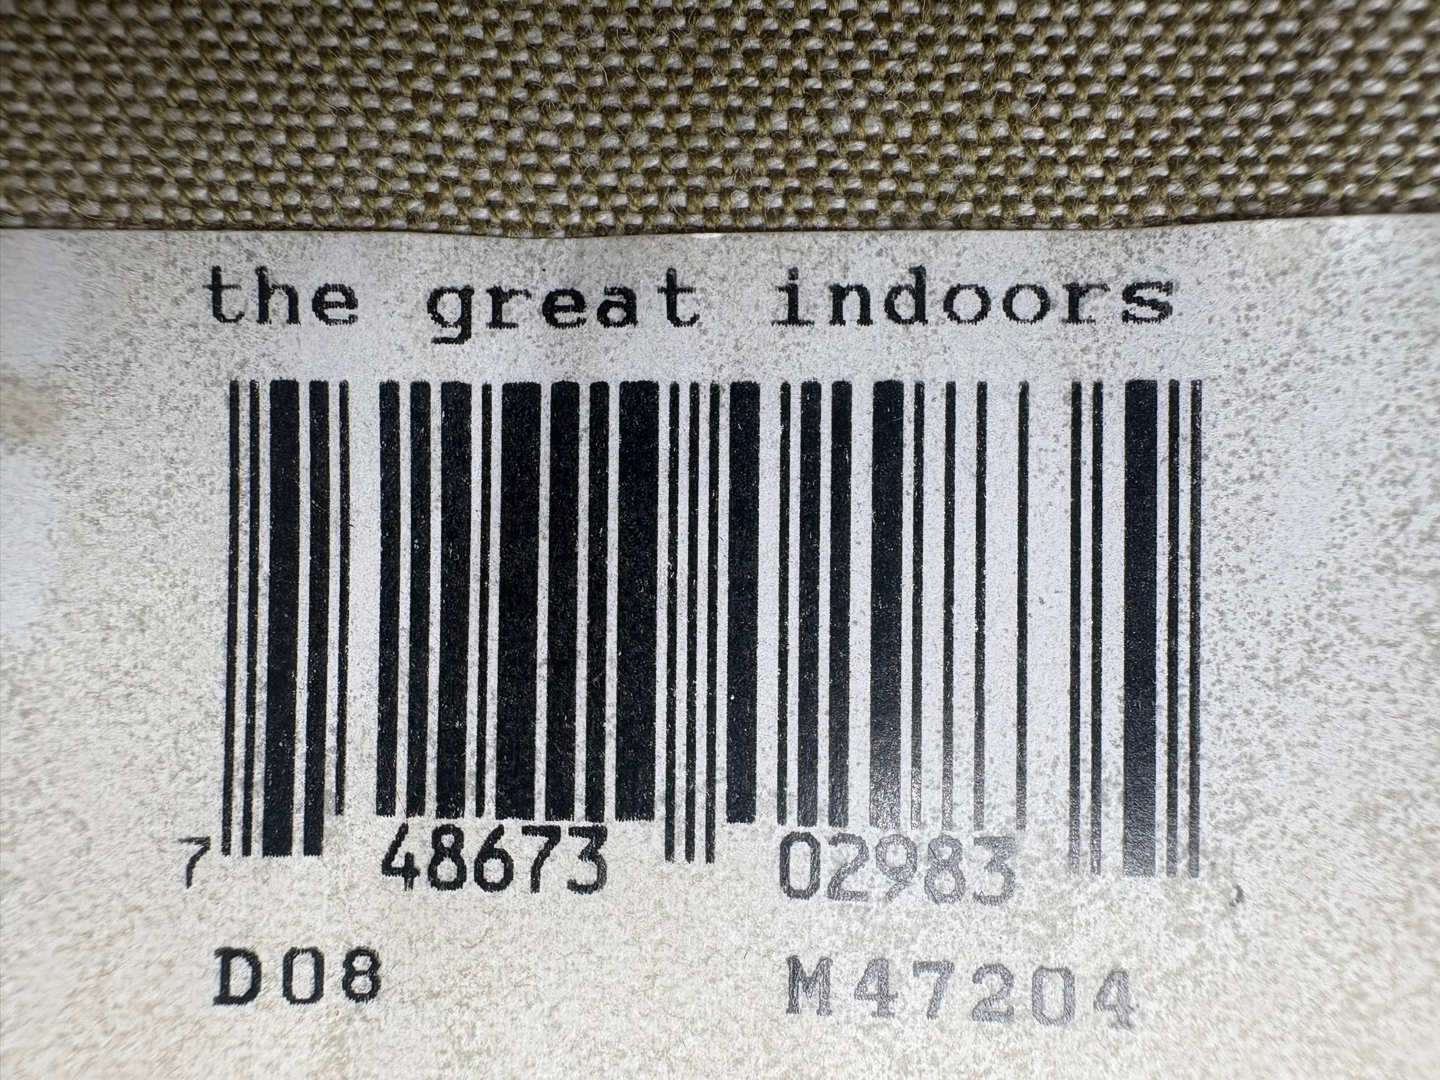 the great indoors
7 48673 02983
D08 M47204